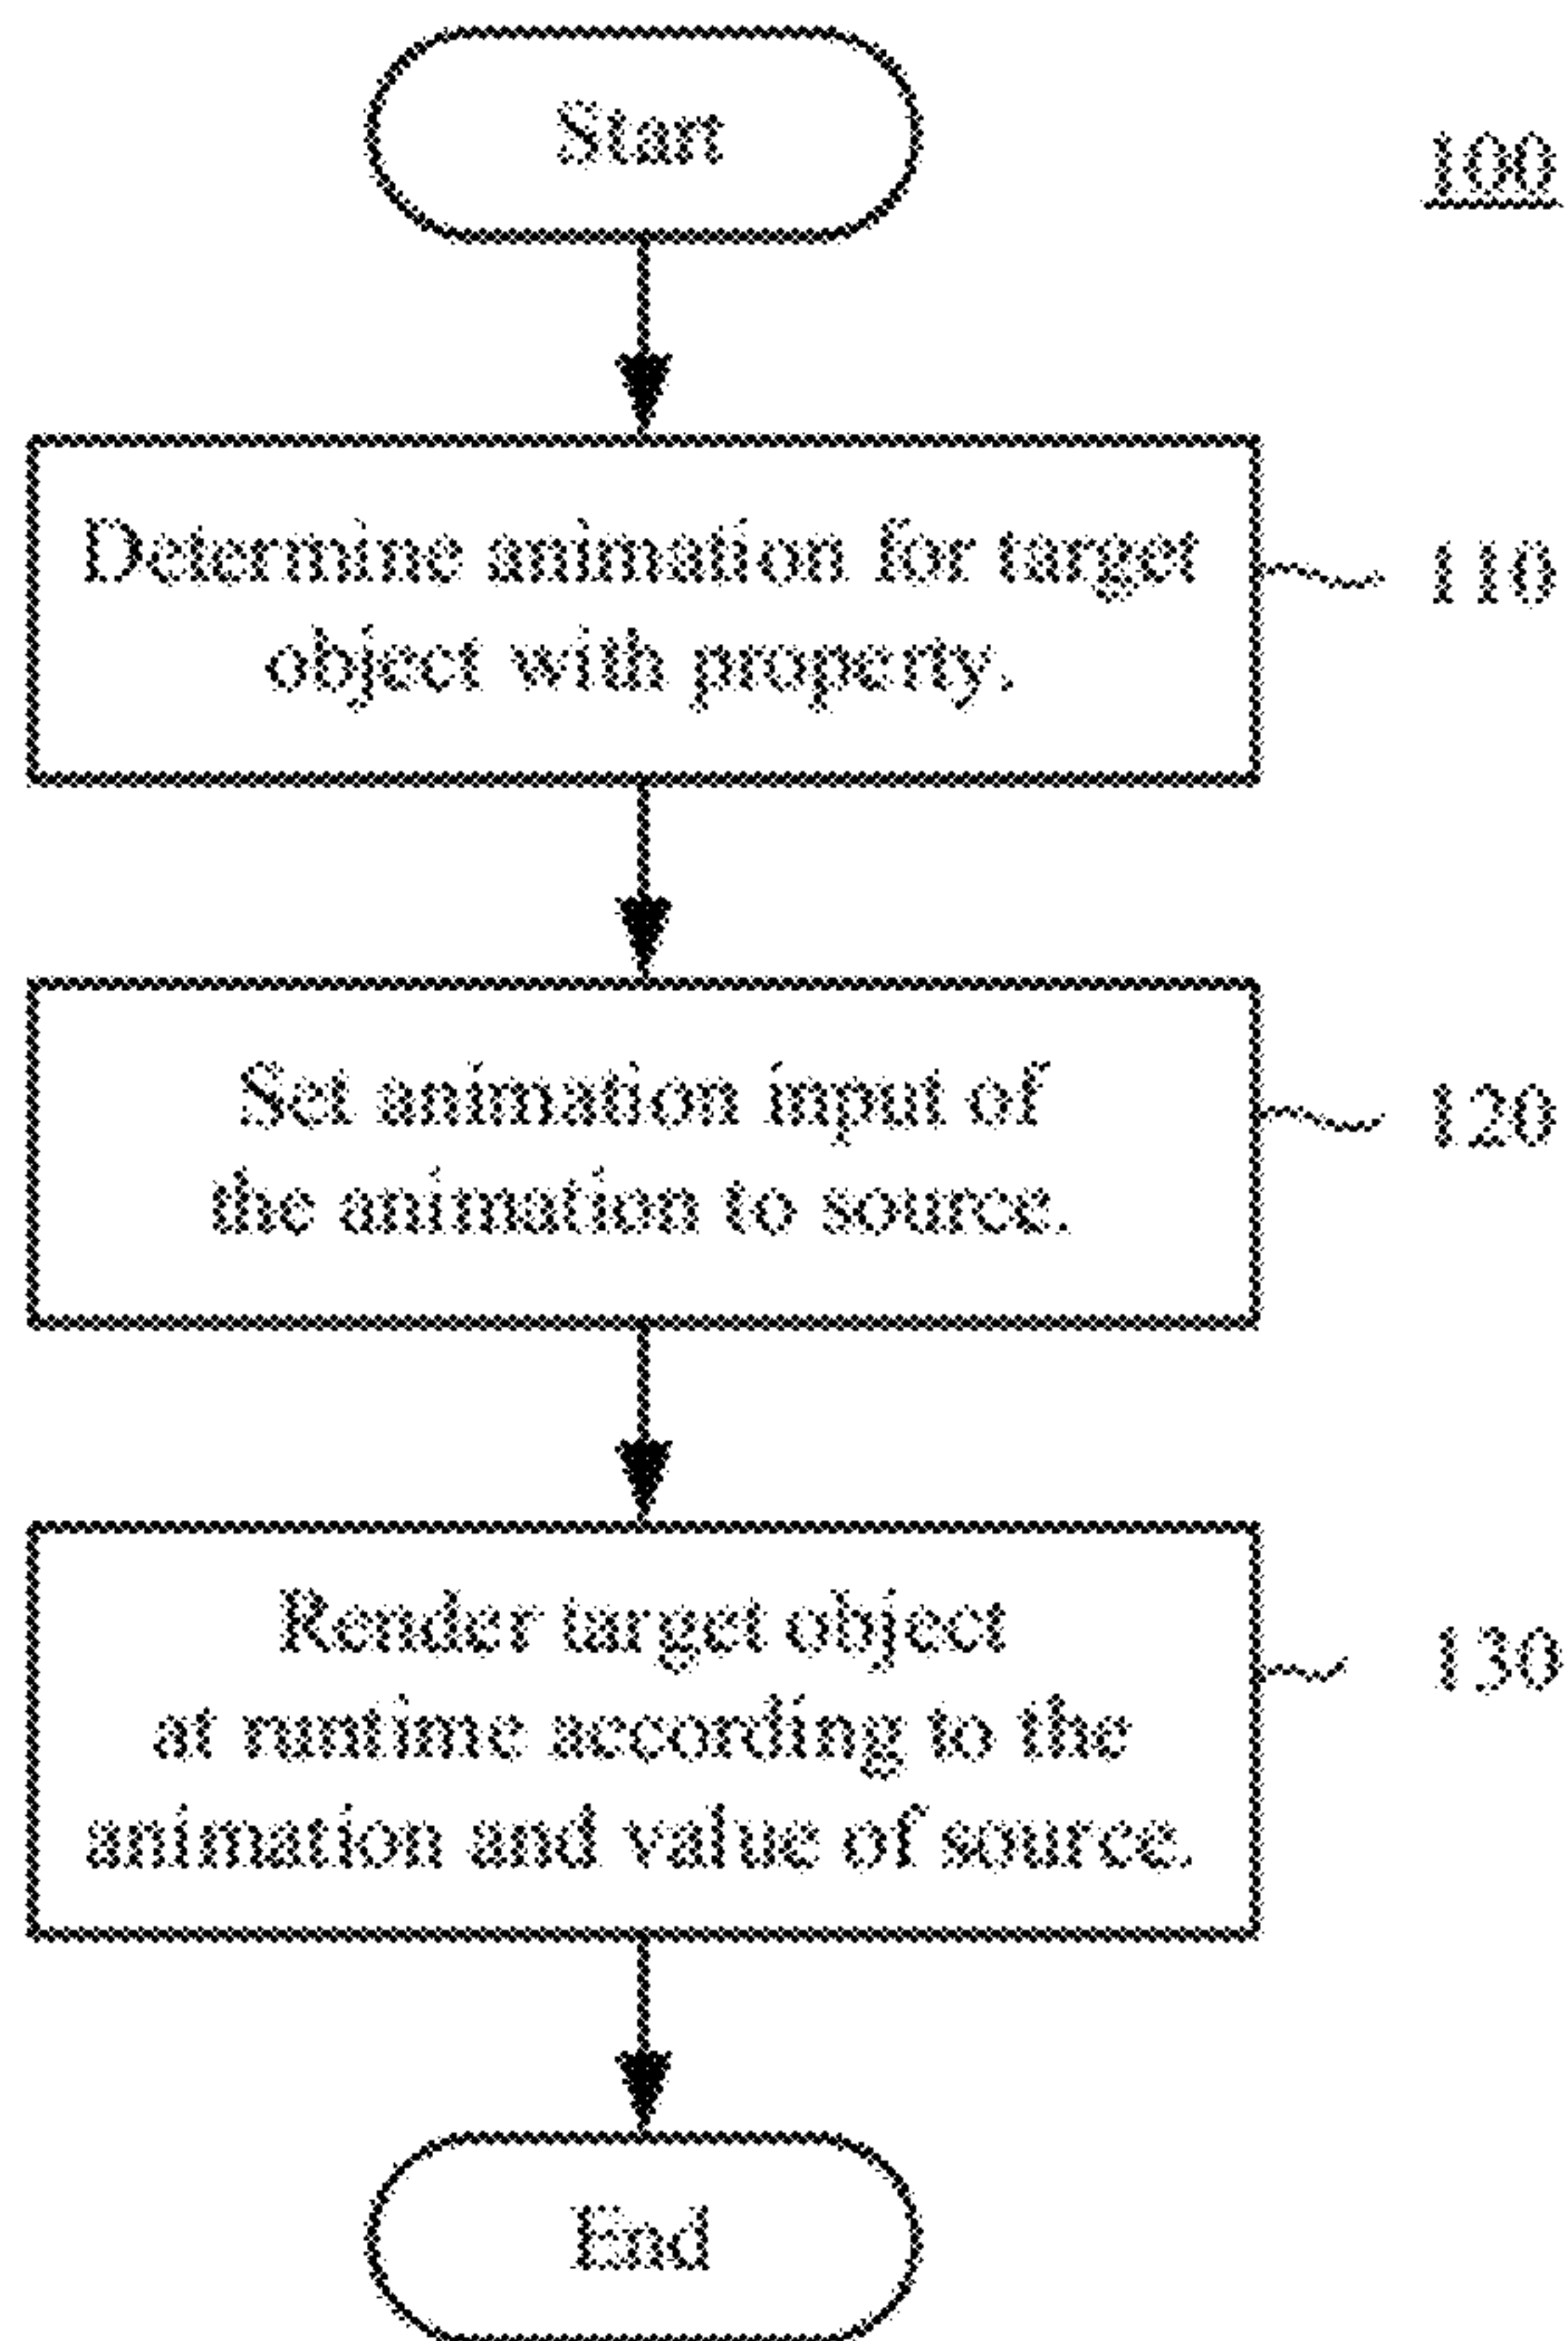 Start
100
Determine animation for target
object with property.
110
Set animation input of
the animation to source.
120
Render target object
at runtime according to the
animation and value of source.
130
End